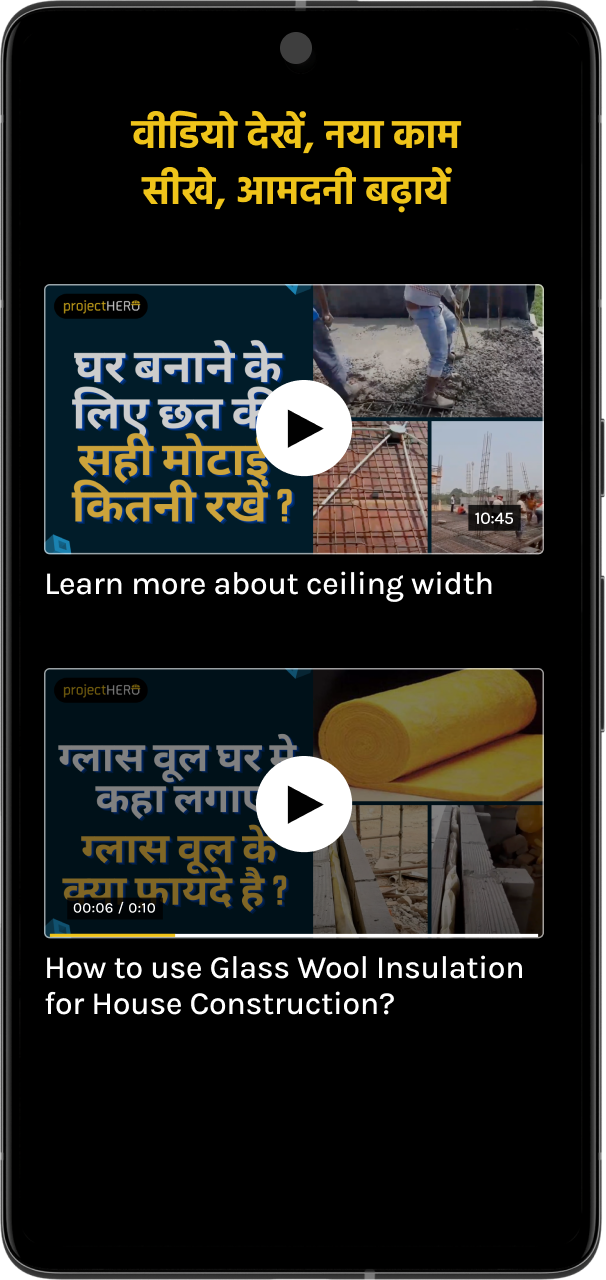 वीडियो देखें, नया काम
सीखे, आमदनी बढ़ायें
projectHERO
घर बनाने के
लिए छत की
सही मोटाई
कितनी रखें ?
10:45
Learn more about ceiling width
projectHERO
ग्लास वूल घर मे
कहा लगाए
ग्लास वूल के
क्या फायदे है ?
00:06 / 0:10
How to use Glass Wool Insulation
for House Construction?